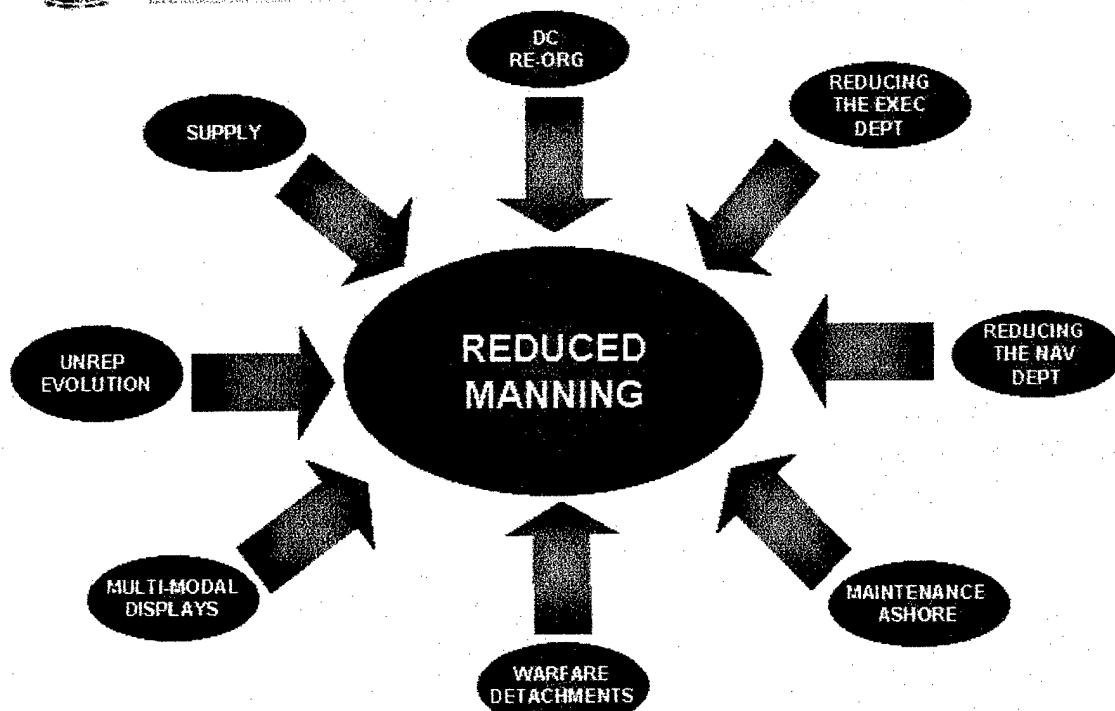 DC
RE-ORG
REDUCING
THE EXEC
DEPT
SUPPLY
REDUCED
MANNING
REDUCING
THE NAV
DEPT
UNREP
EVOLUTION
MULTI-MODAL
DISPLAYS
MAINTENANCE
ASHORE
WARFARE
DETACHMENTS